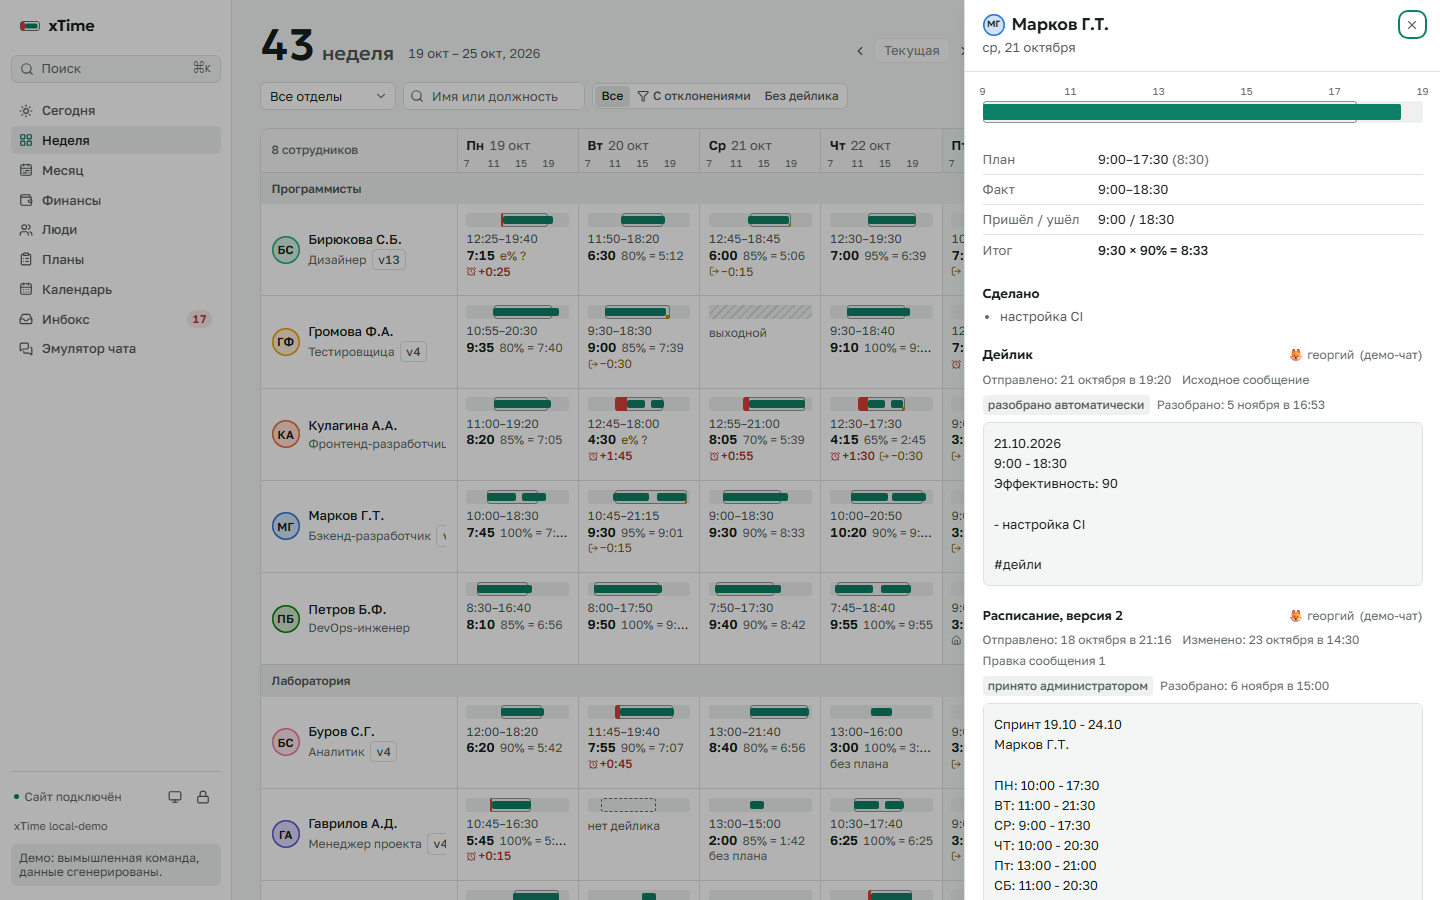 xTime
Поиск ⌘K
Сегодня
Неделя
Месяц
Финансы
Люди
Планы
Календарь
Инбокс 17
Эмулятор чата
Сайт подключён
xTime local-demo
Демо: вымышленная команда,
данные сгенерированы.
43 неделя 19 окт – 25 окт, 2026
Текущая
Все отделы
Имя или должность
Все С отклонениями Без дейлика
8 сотрудников
Пн 19 окт
Вт 20 окт
Ср 21 окт
Чт 22 окт
7 11 15 19
7 11 15 19
7 11 15 19
7 11 15 19
7
Программисты
БС
Бирюкова С.Б.
Дизайнер v13
12:25–19:40
7:15 e% ?
+0:25
11:50–18:20
6:30 80% = 5:12
12:45–18:45
6:00 85% = 5:06
−0:15
12:30–19:30
7:00 95% = 6:39
ГФ
Громова Ф.А.
Тестировщица v4
10:55–20:30
9:35 80% = 7:40
9:30–18:30
9:00 85% = 7:39
−0:30
выходной
9:30–18:40
9:10 100% = 9:...
КА
Кулагина А.А.
Фронтенд-разработчиц
11:00–19:20
8:20 85% = 7:05
12:45–18:00
4:30 e% ?
+1:45
12:55–21:00
8:05 70% = 5:39
+0:55
12:30–17:30
4:15 65% = 2:45
+1:30 −0:30
МГ
Марков Г.Т.
Бэкенд-разработчик
10:00–18:30
7:45 100% = 7:...
10:45–21:15
9:30 95% = 9:01
−0:15
9:00–18:30
9:30 90% = 8:33
10:00–20:50
10:20 90% = 9:...
ПБ
Петров Б.Ф.
DevOps-инженер
8:30–16:40
8:10 85% = 6:56
8:00–17:50
9:50 100% = 9:...
7:50–17:30
9:40 90% = 8:42
7:45–18:40
9:55 100% = 9:55
Лаборатория
БС
Буров С.Г.
Аналитик v4
12:00–18:20
6:20 90% = 5:42
11:45–19:40
7:55 90% = 7:07
+0:45
13:00–21:40
8:40 80% = 6:56
13:00–16:00
3:00 100% = 3:...
без плана
ГА
Гаврилов А.Д.
Менеджер проекта v4
10:45–16:30
5:45 100% = 5:...
+0:15
нет дейлика
13:00–15:00
2:00 85% = 1:42
без плана
10:30–17:40
6:25 100% = 6:25
МГ Марков Г.Т.
ср, 21 октября
9 11 13 15 17 19
План 9:00–17:30 (8:30)
Факт 9:00–18:30
Пришёл / ушёл 9:00 / 18:30
Итог 9:30 × 90% = 8:33
Сделано
• настройка CI
Дейлик георгий (демо-чат)
Отправлено: 21 октября в 19:20 Исходное сообщение
разобрано автоматически Разобрано: 5 ноября в 16:53
21.10.2026
9:00 - 18:30
Эффективность: 90
- настройка CI
#дейли
Расписание, версия 2 георгий (демо-чат)
Отправлено: 18 октября в 21:16 Изменено: 23 октября в 14:30
Правка сообщения 1
принято администратором Разобрано: 6 ноября в 15:00
Спринт 19.10 - 24.10
Марков Г.Т.
ПН: 10:00 - 17:30
ВТ: 11:00 - 21:30
СР: 9:00 - 17:30
ЧТ: 10:00 - 20:30
Пт: 13:00 - 21:00
СБ: 11:00 - 20:30